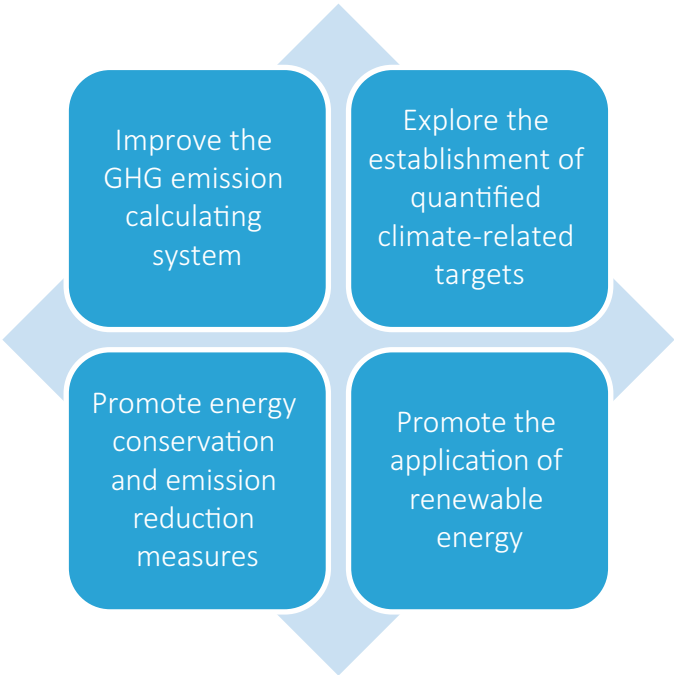 Improve the
GHG emission
calculating
system
Explore the
establishment of
quantified
climate-related
targets
Promote energy
conservation
and emission
reduction
measures
Promote the
application of
renewable
energy